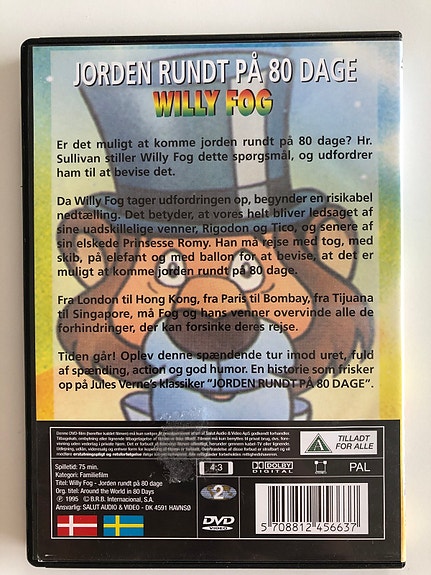 JORDEN RUNDT PÅ 80 DAGE
WILLY FOG
Er det muligt at komme jorden rundt på 80 dage? Hr.
Sullivan stiller Willy Fog dette spørgsmål, og udfordrer
ham til at bevise det.
Da Willy Fog tager udfordringen op, begynder en risikabel
nedtælling. Det betyder, at vores helt bliver ledsaget af
sine uadskillelige venner, Rigodon og Tico, og senere af
sin elskede Prinsesse Romy. Han må rejse med tog, med
skib, på elefant og med ballon for at bevise, at det er
muligt at komme jorden rundt på 80 dage.
Fra London til Hong Kong, fra Paris til Bombay, fra Tijuana
til Singapore, må Fog og hans venner overvinde alle de
forhindringer, der kan forsinke deres rejse.
Tiden går! Oplev denne spændende tur imod uret, fuld
af spænding, action og god humor. En historie som frisker
op på Jules Verne's klassiker "JORDEN RUNDT PÅ 80 DAGE".
A
TILLADT
FOR ALLE
Spilletid: 75 min.
Kategori: Familiefilm
Titel: Willy Fog - Jorden rundt på 80 dage
Org. titel: Around the World in 80 Days
℗ 1995 © B.R.B. Internacional, S.A
Ansvarlig: SALUT AUDIO & VIDEO - DK 4591 HAVNSØ
4:3
DOLBY
DIGITAL
PAL
2
DVD
VIDEO
5 708812 456637